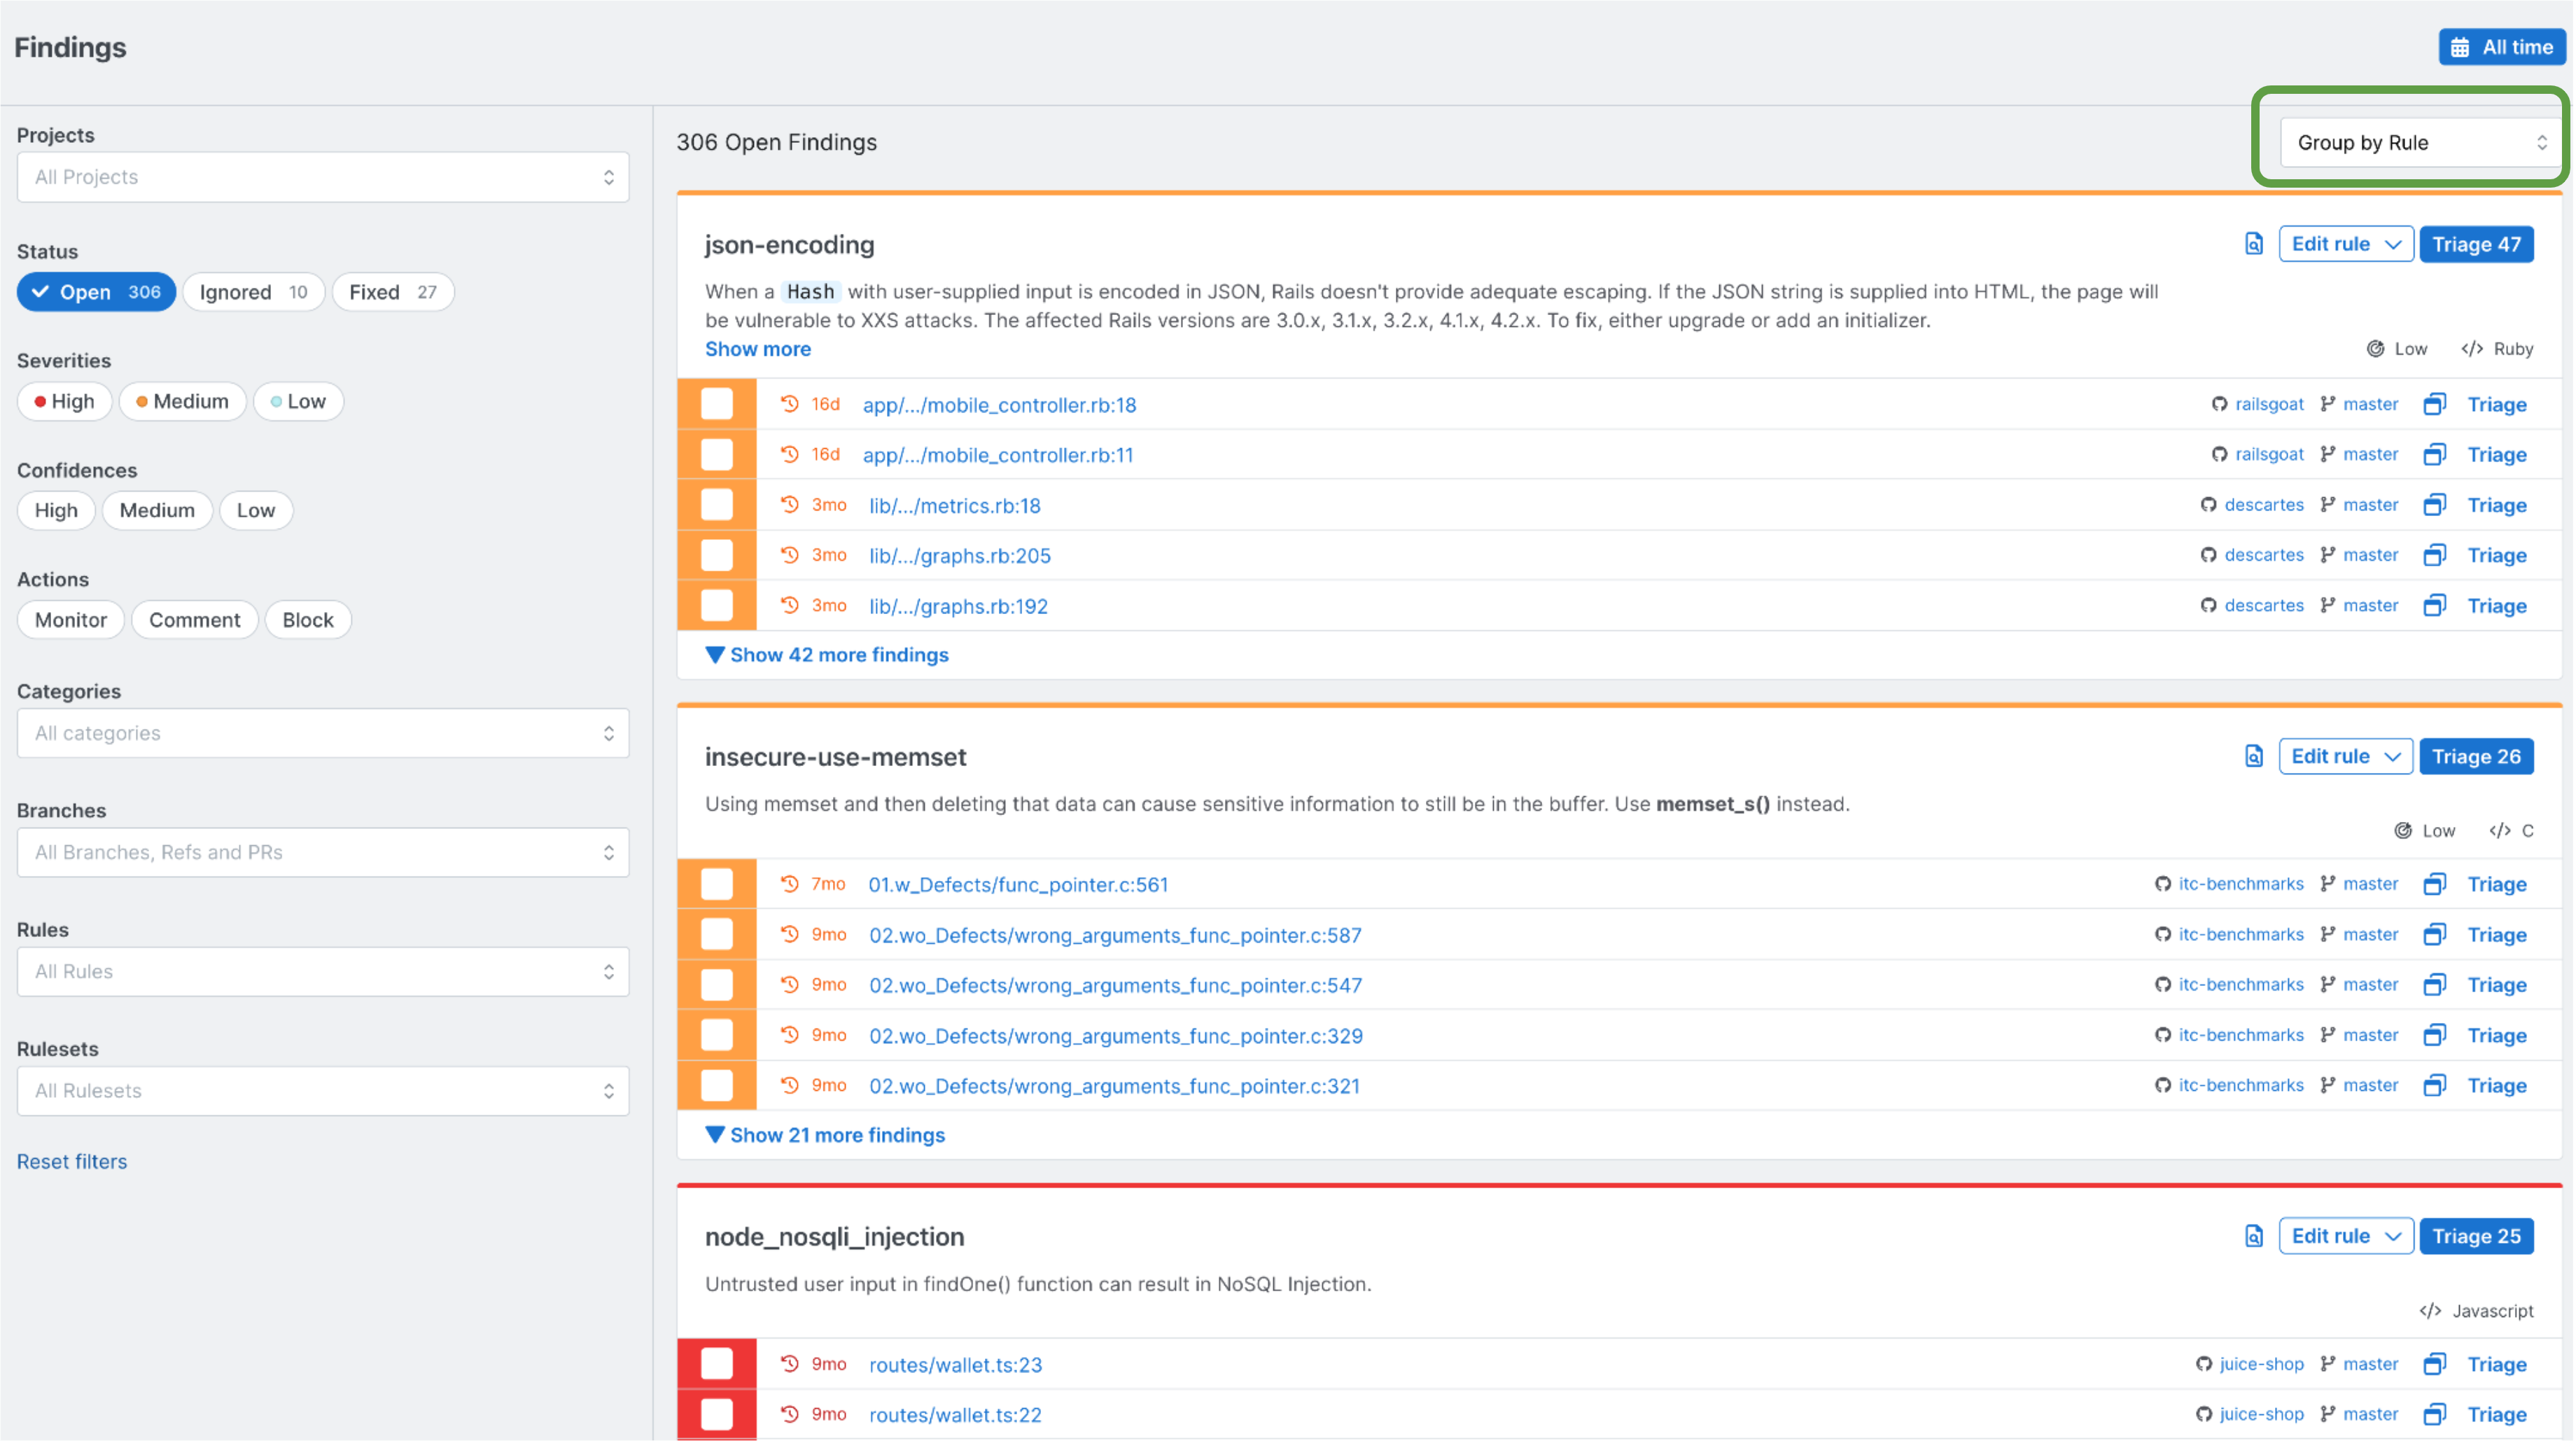 Findings
All time
Projects
All Projects
Status
Open 306 Ignored 10 Fixed 27
Severities
High Medium Low
Confidences
High Medium Low
Actions
Monitor Comment Block
Categories
All categories
Branches
All Branches, Refs and PRs
Rules
All Rules
Rulesets
All Rulesets
Reset filters
306 Open Findings
Group by Rule
json-encoding
Edit rule Triage 47
When a Hash with user-supplied input is encoded in JSON, Rails doesn't provide adequate escaping. If the JSON string is supplied into HTML, the page will
be vulnerable to XXS attacks. The affected Rails versions are 3.0.x, 3.1.x, 3.2.x, 4.1.x, 4.2.x. To fix, either upgrade or add an initializer.
Show more
Low </> Ruby
16d app/.../mobile_controller.rb:18 railsgoat master Triage
16d app/.../mobile_controller.rb:11 railsgoat master Triage
3mo lib/.../metrics.rb:18 descartes master Triage
3mo lib/.../graphs.rb:205 descartes master Triage
3mo lib/.../graphs.rb:192 descartes master Triage
Show 42 more findings
insecure-use-memset
Edit rule Triage 26
Using memset and then deleting that data can cause sensitive information to still be in the buffer. Use memset_s() instead.
Low </> C
7mo 01.w_Defects/func_pointer.c:561 itc-benchmarks master Triage
9mo 02.wo_Defects/wrong_arguments_func_pointer.c:587 itc-benchmarks master Triage
9mo 02.wo_Defects/wrong_arguments_func_pointer.c:547 itc-benchmarks master Triage
9mo 02.wo_Defects/wrong_arguments_func_pointer.c:329 itc-benchmarks master Triage
9mo 02.wo_Defects/wrong_arguments_func_pointer.c:321 itc-benchmarks master Triage
Show 21 more findings
node_nosqli_injection
Edit rule Triage 25
Untrusted user input in findOne() function can result in NoSQL Injection.
</> Javascript
9mo routes/wallet.ts:23 juice-shop master Triage
9mo routes/wallet.ts:22 juice-shop master Triage